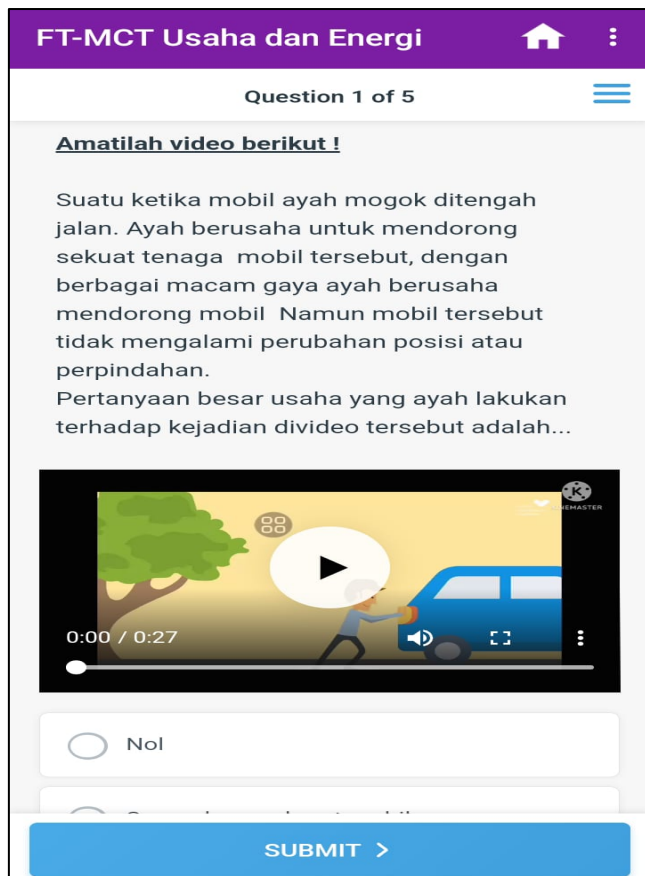 FT-MCT Usaha dan Energi
Question 1 of 5
Amatilah video berikut !
Suatu ketika mobil ayah mogok ditengah
jalan. Ayah berusaha untuk mendorong
sekuat tenaga  mobil tersebut, dengan
berbagai macam gaya ayah berusaha
mendorong mobil  Namun mobil tersebut
tidak mengalami perubahan posisi atau
perpindahan.
Pertanyaan besar usaha yang ayah lakukan
terhadap kejadian divideo tersebut adalah...
K
KINEMASTER
0:00 / 0:27
Nol
SUBMIT >